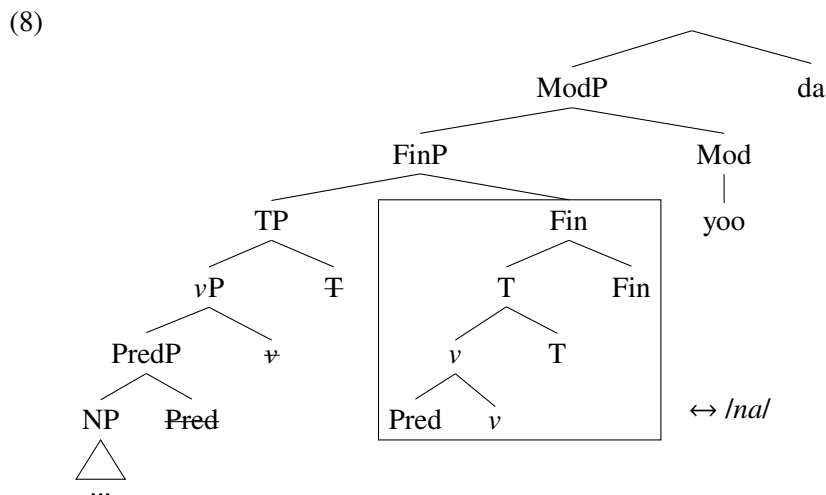 (8)
ModP da
FinP Mod
TP Fin yoo
vP T T Fin
PredP v v T
NP Pred Pred v ↔ /na/
...